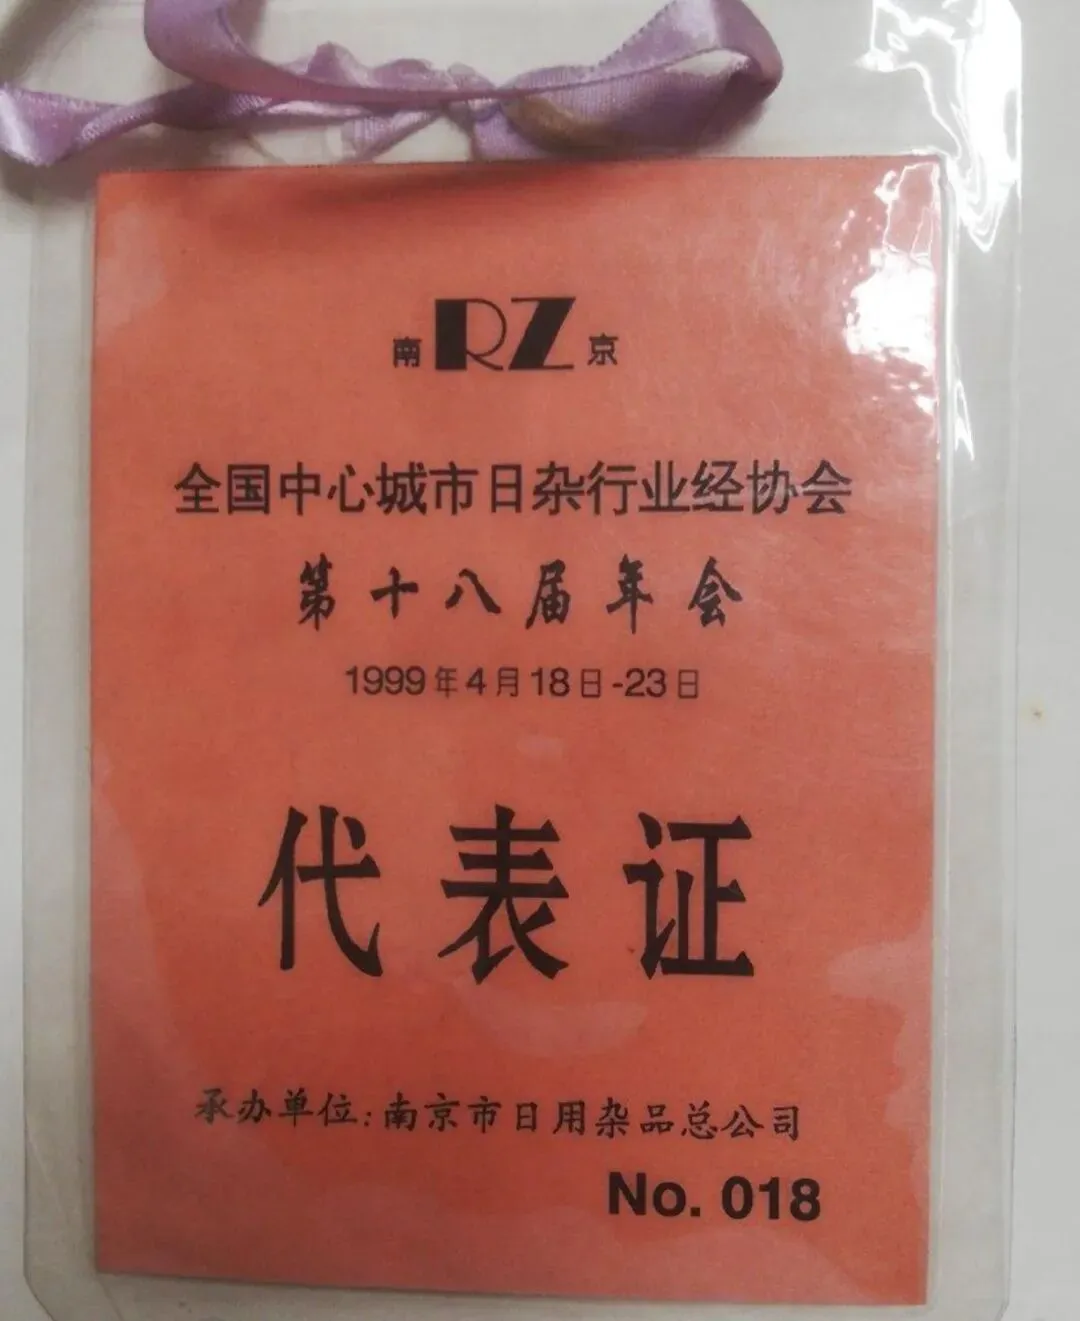 南 RZ 京
全国中心城市日杂行业经协会
第十八届年会
1999年4月18日-23日
代表证
承办单位:南京市日用杂品总公司
No. 018